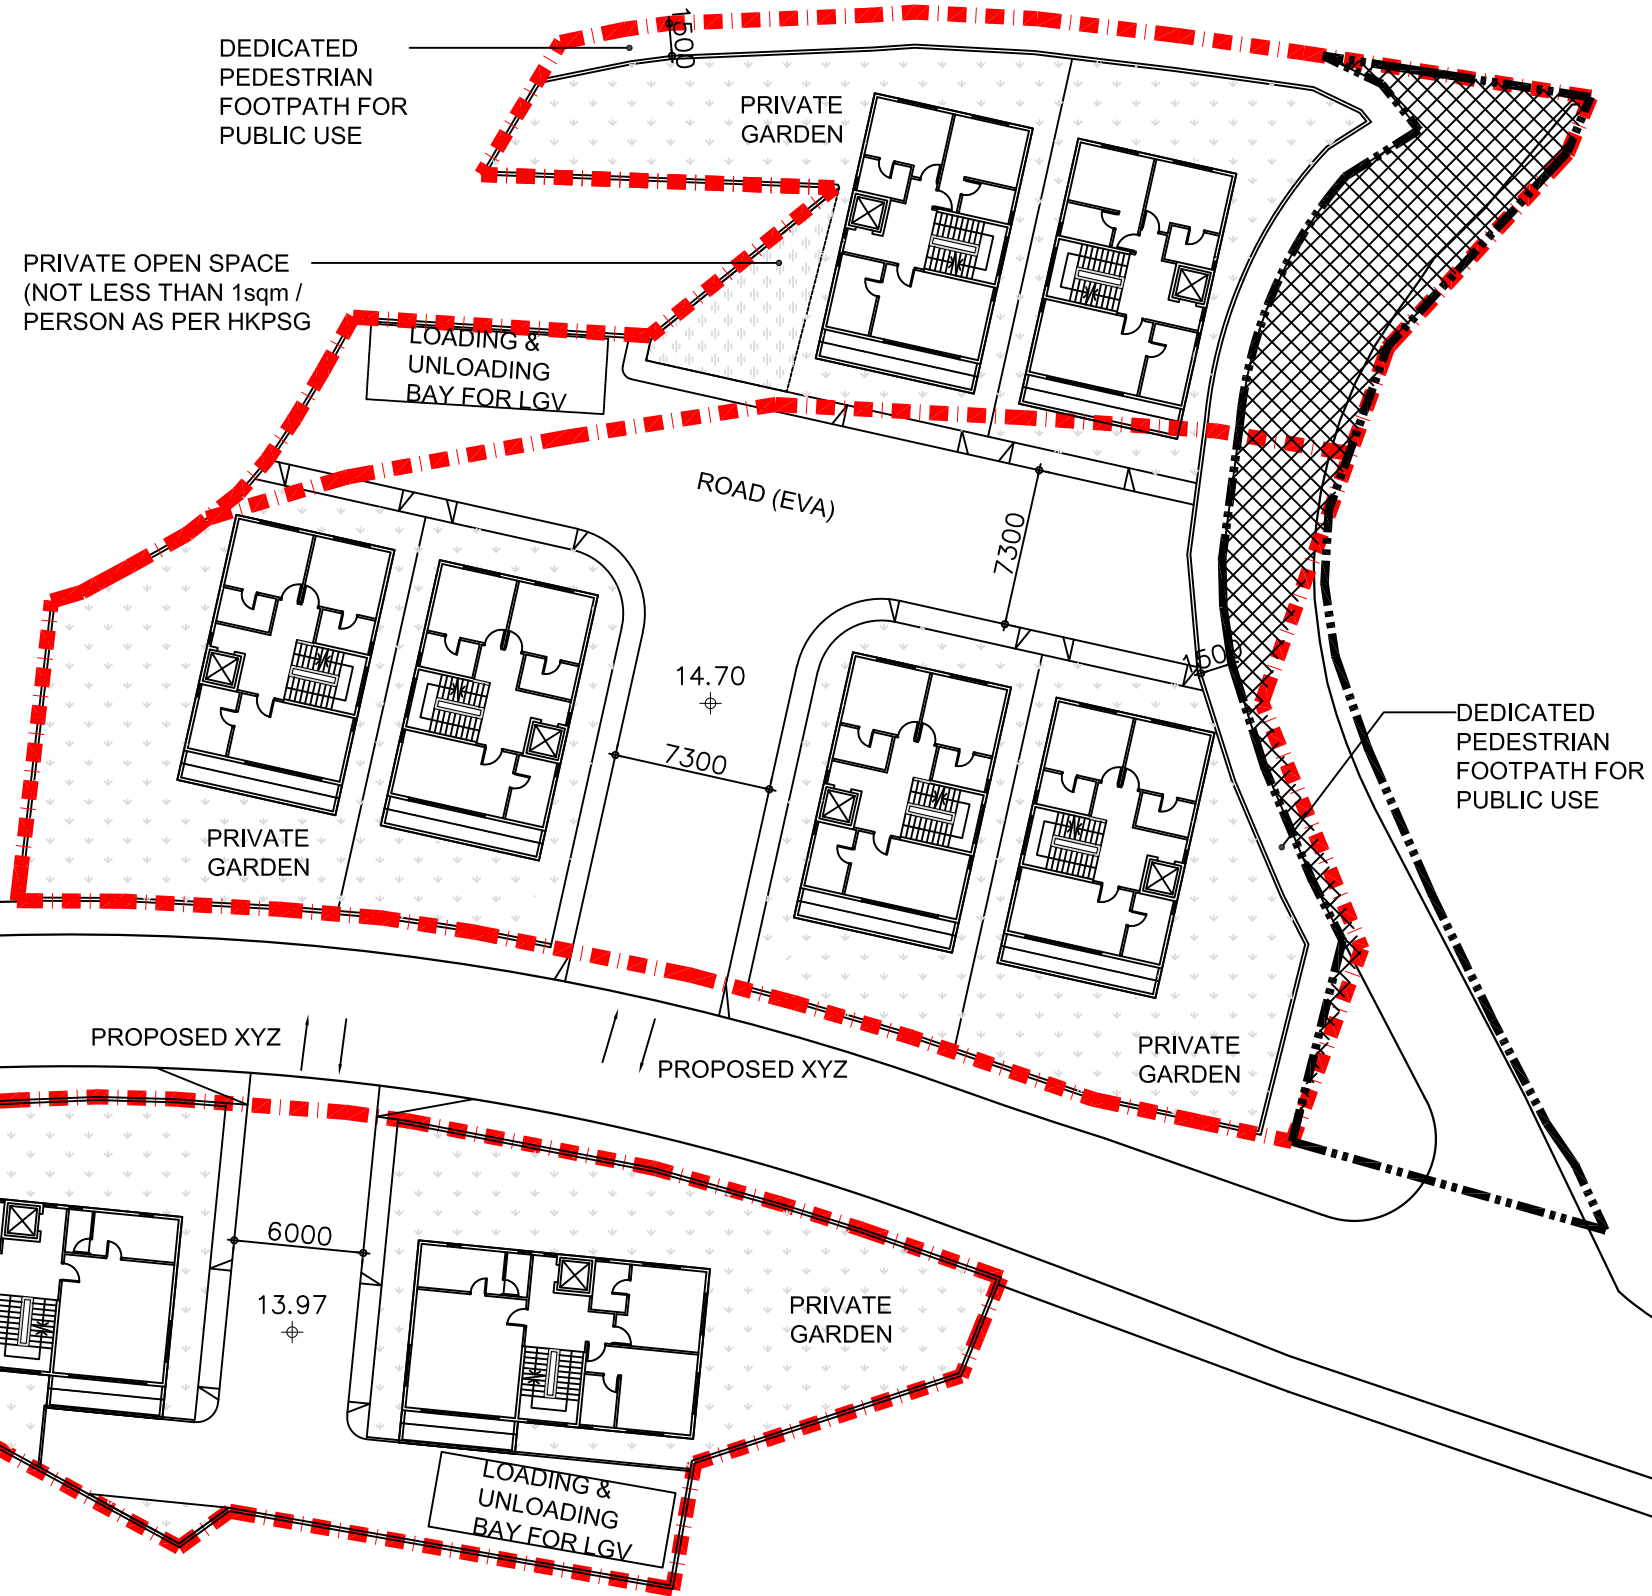 DEDICATED
PEDESTRIAN
FOOTPATH FOR
PUBLIC USE
1500
PRIVATE
GARDEN
PRIVATE OPEN SPACE
(NOT LESS THAN 1sqm /
PERSON AS PER HKPSG
LOADING &
UNLOADING
BAY FOR LGV
ROAD (EVA)
7300
1500
14.70
7300
DEDICATED
PEDESTRIAN
FOOTPATH FOR
PUBLIC USE
PRIVATE
GARDEN
PROPOSED XYZ
PROPOSED XYZ
PRIVATE
GARDEN
6000
13.97
PRIVATE
GARDEN
LOADING &
UNLOADING
BAY FOR LGV